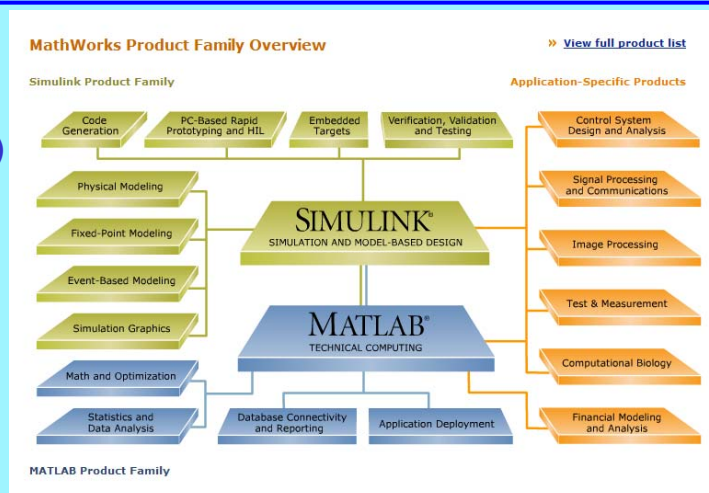 MathWorks Product Family Overview
» View full product list
Simulink Product Family
Application-Specific Products
Code
Generation
PC-Based Rapid
Prototyping and HIL
Embedded
Targets
Verification, Validation
and Testing
Control System
Design and Analysis
Physical Modeling
Signal Processing
and Communications
SIMULINK®
SIMULATION AND MODEL-BASED DESIGN
Fixed-Point Modeling
Image Processing
Event-Based Modeling
Test & Measurement
Simulation Graphics
MATLAB®
TECHNICAL COMPUTING
Math and Optimization
Computational Biology
Statistics and
Data Analysis
Database Connectivity
and Reporting
Application Deployment
Financial Modeling
and Analysis
MATLAB Product Family